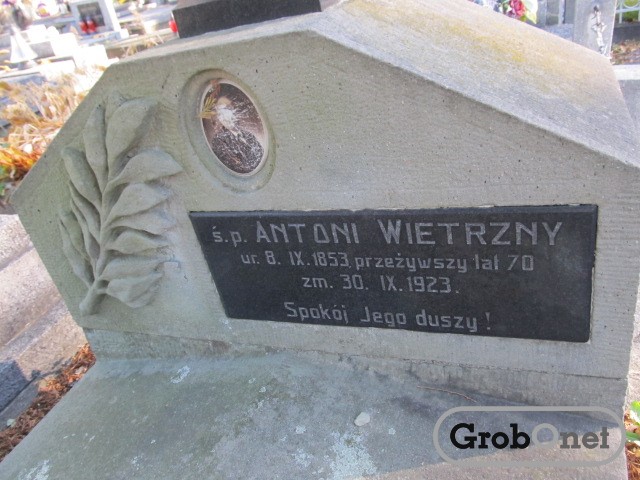 ś.p. ANTONI WIETRZNY
ur. 8. IX. 1853 przeżywszy lat 70
zm. 30. IX. 1923.
Spokój Jego duszy!
GrobOnet